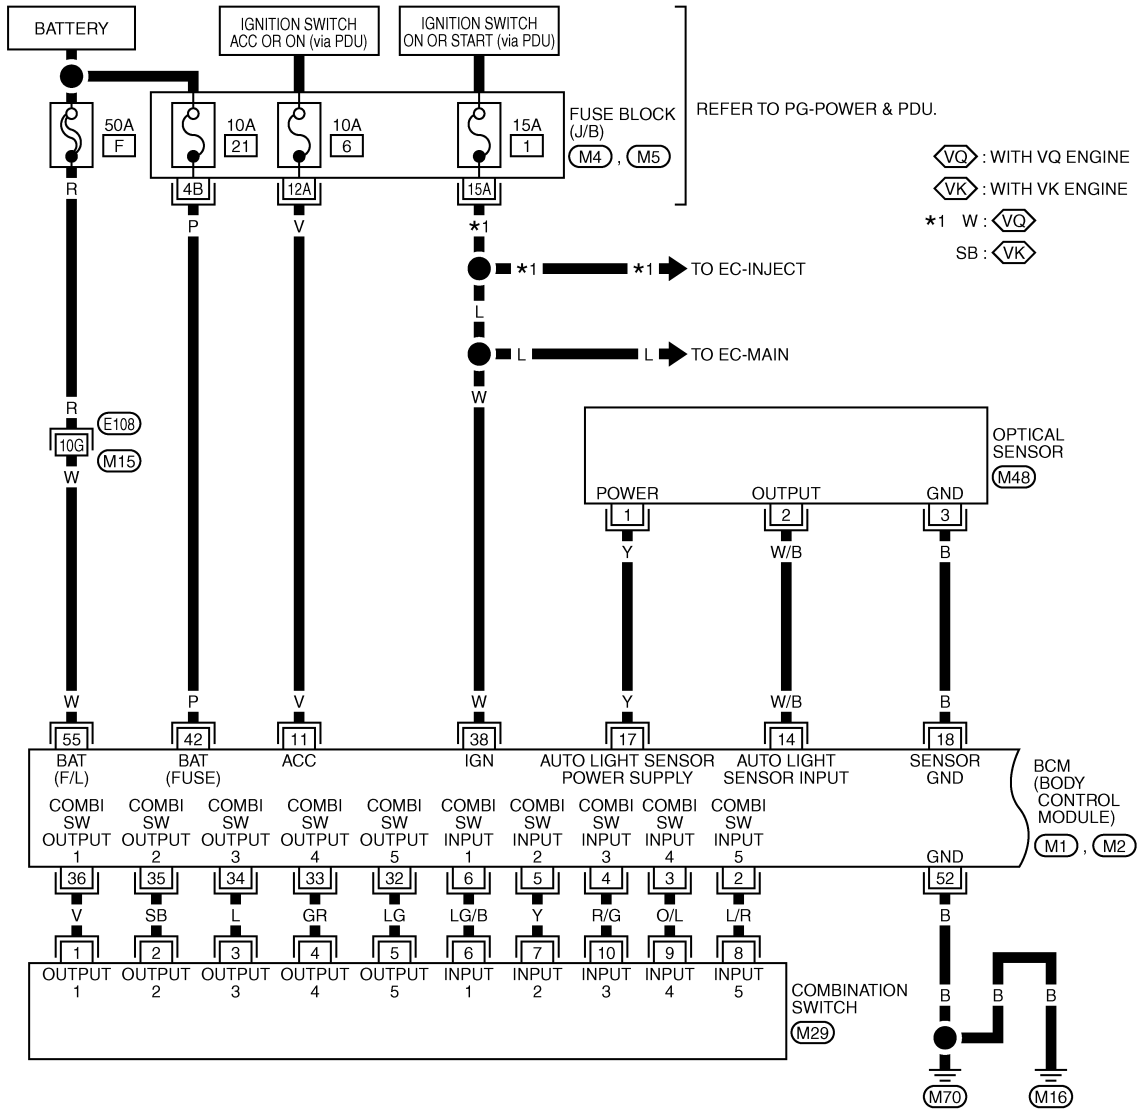 BATTERY
IGNITION SWITCH
ACC OR ON (via PDU)
IGNITION SWITCH
ON OR START (via PDU)
50A
F
10A
21
10A
6
15A
1
FUSE BLOCK
(J/B)
M4 , M5
REFER TO PG-POWER & PDU.
VQ : WITH VQ ENGINE
VK : WITH VK ENGINE
*1 W : VQ
SB : VK
4B
12A
15A
R
P
V
*1
*1
*1
TO EC-INJECT
L
L
L
TO EC-MAIN
W
R
10G
E108
M15
W
OPTICAL
SENSOR
M48
POWER
OUTPUT
GND
1
2
3
Y
W/B
B
W
P
V
W
Y
W/B
B
55
42
11
38
17
14
18
BAT
(F/L)
BAT
(FUSE)
ACC
IGN
AUTO LIGHT SENSOR
POWER SUPPLY
AUTO LIGHT
SENSOR INPUT
SENSOR
GND
BCM
(BODY
CONTROL
MODULE)
M1 , M2
COMBI
SW
OUTPUT
1
COMBI
SW
OUTPUT
2
COMBI
SW
OUTPUT
3
COMBI
SW
OUTPUT
4
COMBI
SW
OUTPUT
5
COMBI
SW
INPUT
1
COMBI
SW
INPUT
2
COMBI
SW
INPUT
3
COMBI
SW
INPUT
4
COMBI
SW
INPUT
5
GND
36
35
34
33
32
6
5
4
3
2
52
V
SB
L
GR
LG
LG/B
Y
R/G
O/L
L/R
B
1
2
3
4
5
6
7
10
9
8
OUTPUT
1
OUTPUT
2
OUTPUT
3
OUTPUT
4
OUTPUT
5
INPUT
1
INPUT
2
INPUT
3
INPUT
4
INPUT
5
COMBINATION
SWITCH
M29
B
B
B
M70
M16